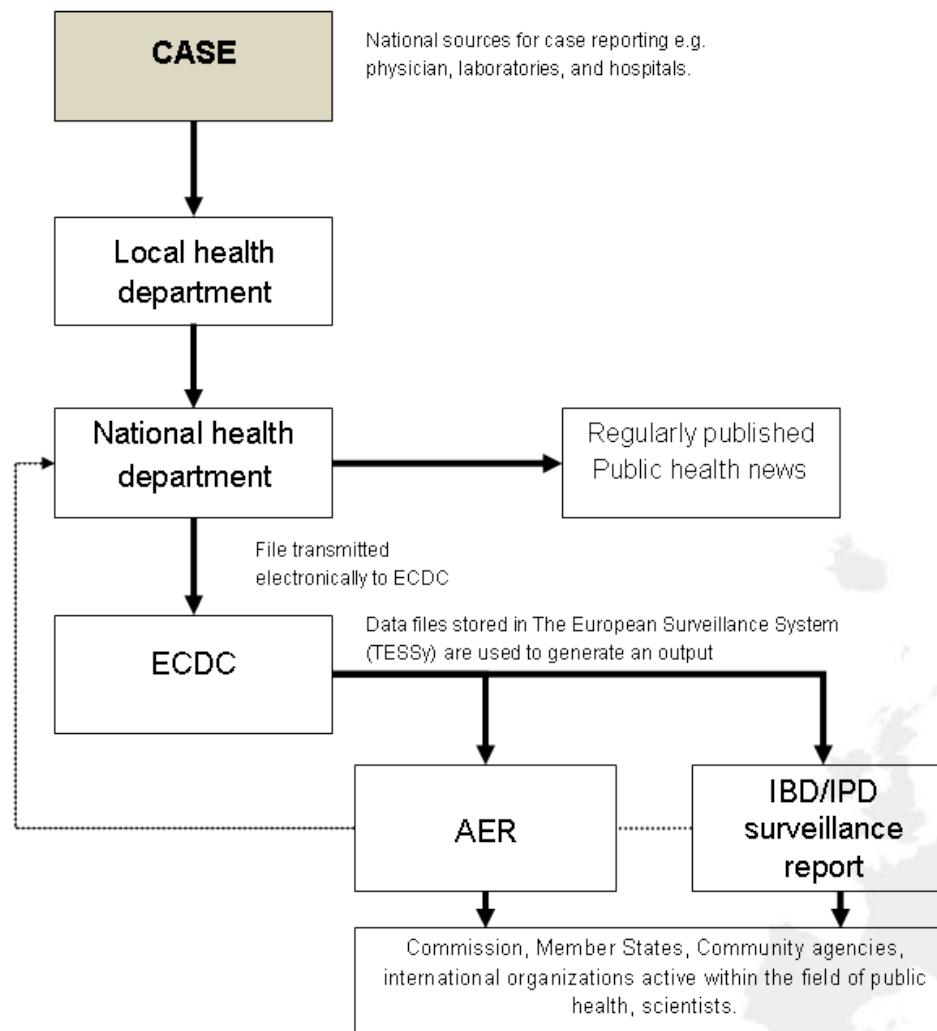 CASE
National sources for case reporting e.g.
physician, laboratories, and hospitals.
Local health
department
National health
department
Regularly published
Public health news
File transmitted
electronically to ECDC
ECDC
Data files stored in The European Surveillance System
(TESSy) are used to generate an output
AER
IBD/IPD
surveillance
report
Commission, Member States, Community agencies,
international organizations active within the field of public
health, scientists.